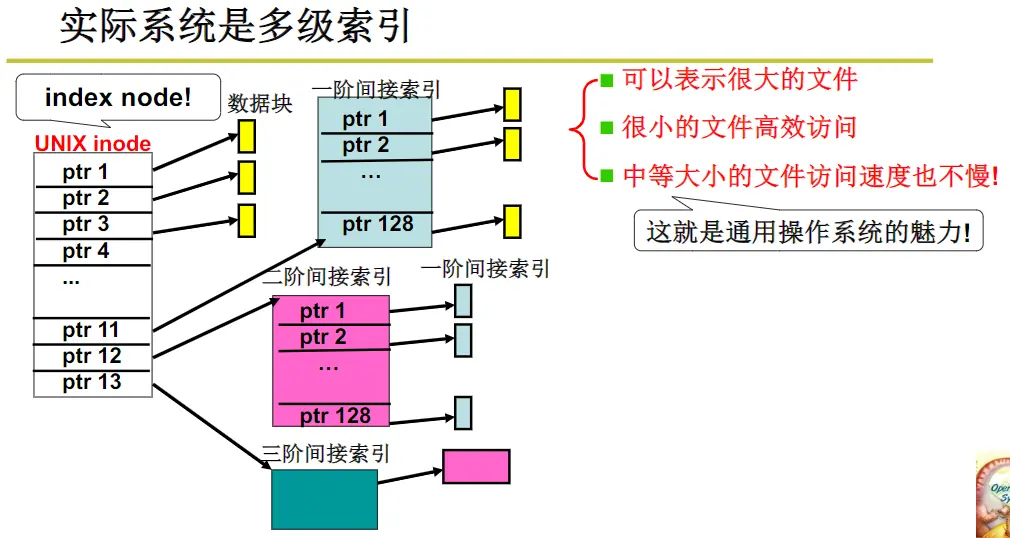 实际系统是多级索引
index node!
UNIX inode
ptr 1
ptr 2
ptr 3
ptr 4
...
ptr 11
ptr 12
ptr 13
数据块
一阶间接索引
ptr 1
ptr 2
...
ptr 128
二阶间接索引
ptr 1
ptr 2
...
ptr 128
一阶间接索引
三阶间接索引
可以表示很大的文件
很小的文件高效访问
中等大小的文件访问速度也不慢!
这就是通用操作系统的魅力!